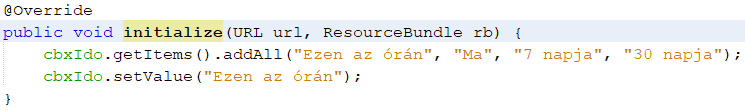 @Override
public void initialize(URL url, ResourceBundle rb) {
    cbxIdo.getItems().addAll("Ezen az órán", "Ma", "7 napja", "30 napja");
    cbxIdo.setValue("Ezen az órán");
}